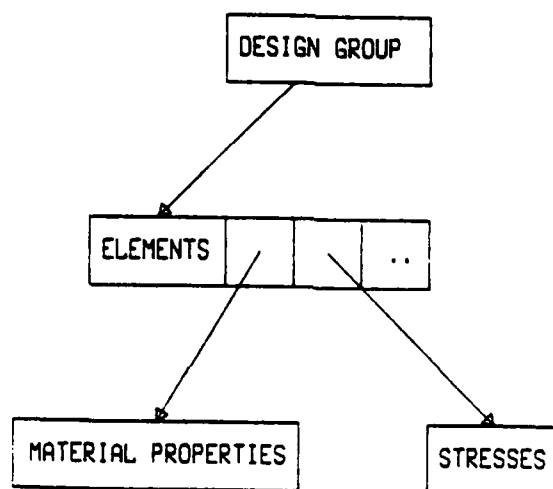 DESIGN GROUP
ELEMENTS
..
MATERIAL PROPERTIES
STRESSES